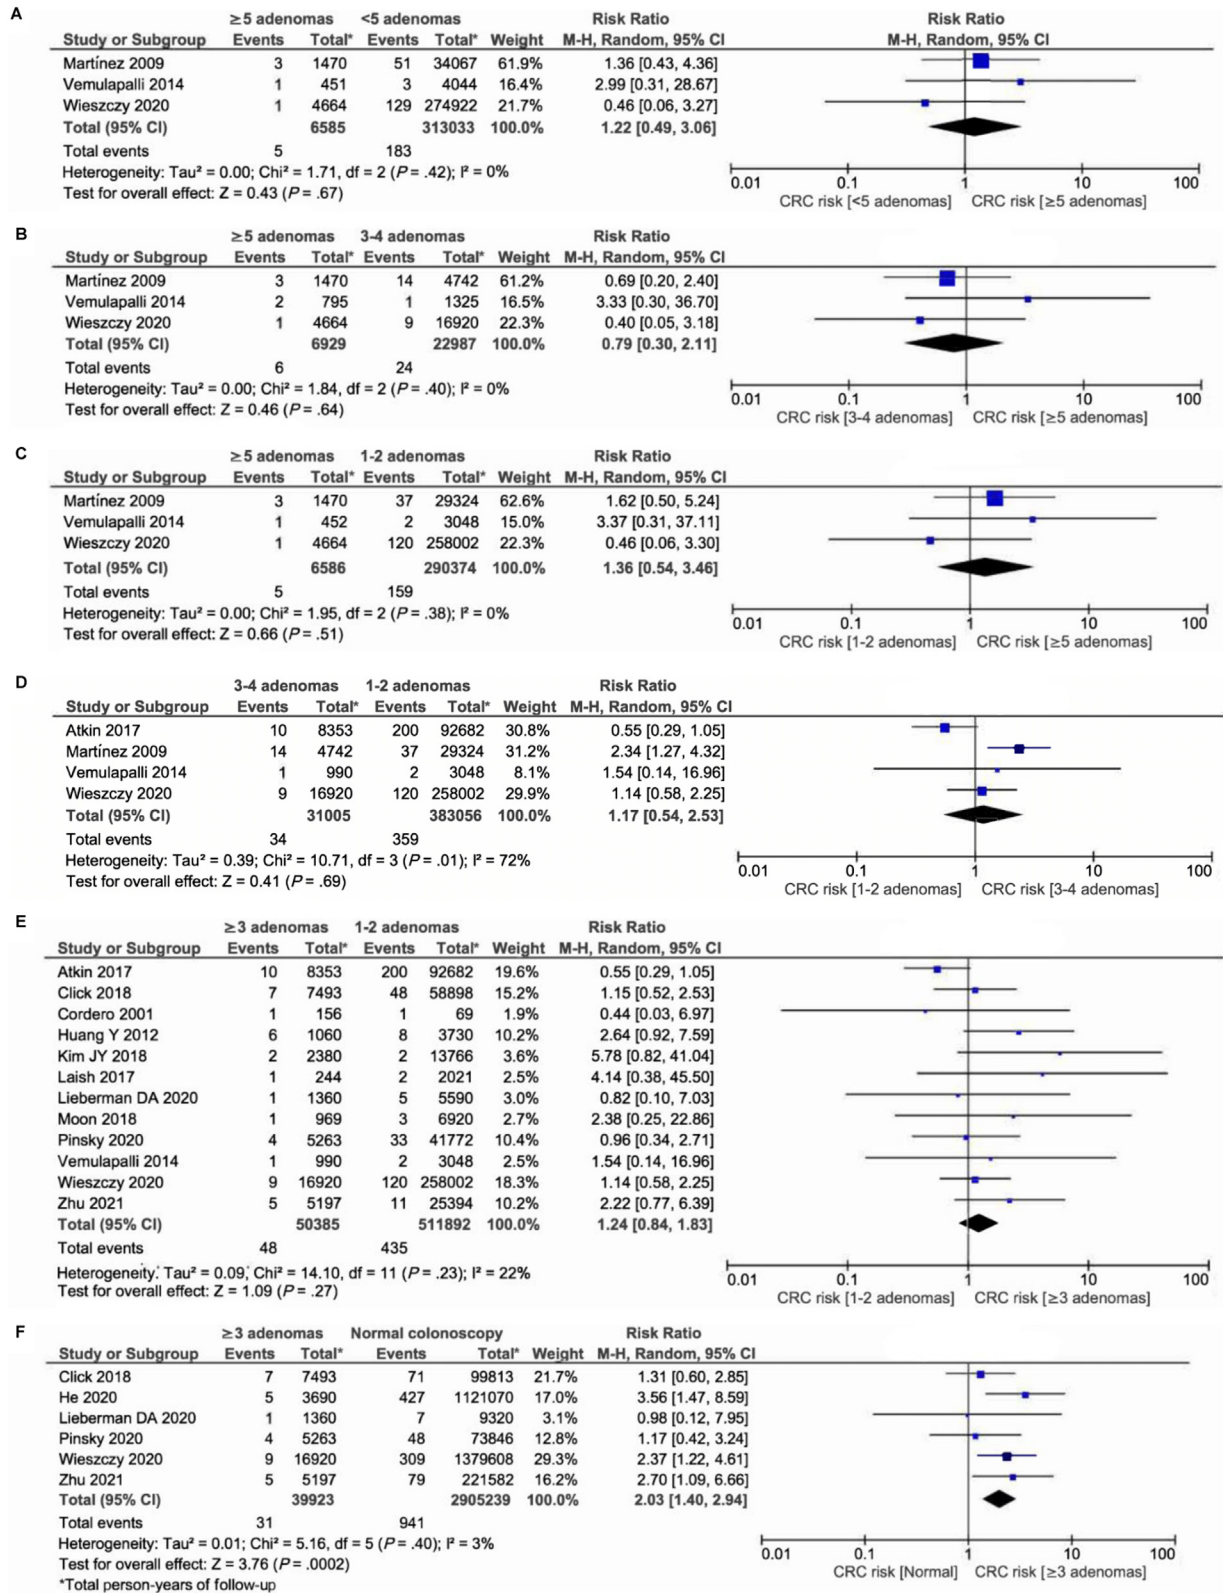 A
≥5 adenomas <5 adenomas Risk Ratio Risk Ratio
Study or Subgroup Events Total* Events Total* Weight M-H, Random, 95% CI M-H, Random, 95% CI
Martínez 2009 3 1470 51 34067 61.9% 1.36 [0.43, 4.36]
Vemulapalli 2014 1 451 3 4044 16.4% 2.99 [0.31, 28.67]
Wieszczy 2020 1 4664 129 274922 21.7% 0.46 [0.06, 3.27]
Total (95% CI) 6585 313033 100.0% 1.22 [0.49, 3.06]
Total events 5 183
Heterogeneity: Tau² = 0.00; Chi² = 1.71, df = 2 (P = .42); I² = 0%
Test for overall effect: Z = 0.43 (P = .67)
0.01 0.1 1 10 100
CRC risk [<5 adenomas] CRC risk [≥5 adenomas]
B
≥5 adenomas 3-4 adenomas Risk Ratio
Study or Subgroup Events Total* Events Total* Weight M-H, Random, 95% CI
Martínez 2009 3 1470 14 4742 61.2% 0.69 [0.20, 2.40]
Vemulapalli 2014 2 795 1 1325 16.5% 3.33 [0.30, 36.70]
Wieszczy 2020 1 4664 9 16920 22.3% 0.40 [0.05, 3.18]
Total (95% CI) 6929 22987 100.0% 0.79 [0.30, 2.11]
Total events 6 24
Heterogeneity: Tau² = 0.00; Chi² = 1.84, df = 2 (P = .40); I² = 0%
Test for overall effect: Z = 0.46 (P = .64)
0.01 0.1 1 10 100
CRC risk [3-4 adenomas] CRC risk [≥5 adenomas]
C
≥5 adenomas 1-2 adenomas Risk Ratio
Study or Subgroup Events Total* Events Total* Weight M-H, Random, 95% CI
Martínez 2009 3 1470 37 29324 62.6% 1.62 [0.50, 5.24]
Vemulapalli 2014 1 452 2 3048 15.0% 3.37 [0.31, 37.11]
Wieszczy 2020 1 4664 120 258002 22.3% 0.46 [0.06, 3.30]
Total (95% CI) 6586 290374 100.0% 1.36 [0.54, 3.46]
Total events 5 159
Heterogeneity: Tau² = 0.00; Chi² = 1.95, df = 2 (P = .38); I² = 0%
Test for overall effect: Z = 0.66 (P = .51)
0.01 0.1 1 10 100
CRC risk [1-2 adenomas] CRC risk [≥5 adenomas]
D
3-4 adenomas 1-2 adenomas Risk Ratio
Study or Subgroup Events Total* Events Total* Weight M-H, Random, 95% CI
Atkin 2017 10 8353 200 92682 30.8% 0.55 [0.29, 1.05]
Martínez 2009 14 4742 37 29324 31.2% 2.34 [1.27, 4.32]
Vemulapalli 2014 1 990 2 3048 8.1% 1.54 [0.14, 16.96]
Wieszczy 2020 9 16920 120 258002 29.9% 1.14 [0.58, 2.25]
Total (95% CI) 31005 383056 100.0% 1.17 [0.54, 2.53]
Total events 34 359
Heterogeneity: Tau² = 0.39; Chi² = 10.71, df = 3 (P = .01); I² = 72%
Test for overall effect: Z = 0.41 (P = .69)
0.01 0.1 1 10 100
CRC risk [1-2 adenomas] CRC risk [3-4 adenomas]
E
≥3 adenomas 1-2 adenomas Risk Ratio
Study or Subgroup Events Total* Events Total* Weight M-H, Random, 95% CI
Atkin 2017 10 8353 200 92682 19.6% 0.55 [0.29, 1.05]
Click 2018 7 7493 48 58898 15.2% 1.15 [0.52, 2.53]
Cordero 2001 1 156 1 69 1.9% 0.44 [0.03, 6.97]
Huang Y 2012 6 1060 8 3730 10.2% 2.64 [0.92, 7.59]
Kim JY 2018 2 2380 2 13766 3.6% 5.78 [0.82, 41.04]
Laish 2017 1 244 2 2021 2.5% 4.14 [0.38, 45.50]
Lieberman DA 2020 1 1360 5 5590 3.0% 0.82 [0.10, 7.03]
Moon 2018 1 969 3 6920 2.7% 2.38 [0.25, 22.86]
Pinsky 2020 4 5263 33 41772 10.4% 0.96 [0.34, 2.71]
Vemulapalli 2014 1 990 2 3048 2.5% 1.54 [0.14, 16.96]
Wieszczy 2020 9 16920 120 258002 18.3% 1.14 [0.58, 2.25]
Zhu 2021 5 5197 11 25394 10.2% 2.22 [0.77, 6.39]
Total (95% CI) 50385 511892 100.0% 1.24 [0.84, 1.83]
Total events 48 435
Heterogeneity. Tau² = 0.09; Chi² = 14.10, df = 11 (P = .23); I² = 22%
Test for overall effect: Z = 1.09 (P = .27)
0.01 0.1 1 10 100
CRC risk [1-2 adenomas] CRC risk [≥3 adenomas]
F
≥3 adenomas Normal colonoscopy Risk Ratio
Study or Subgroup Events Total* Events Total* Weight M-H, Random, 95% CI
Click 2018 7 7493 71 99813 21.7% 1.31 [0.60, 2.85]
He 2020 5 3690 427 1121070 17.0% 3.56 [1.47, 8.59]
Lieberman DA 2020 1 1360 7 9320 3.1% 0.98 [0.12, 7.95]
Pinsky 2020 4 5263 48 73846 12.8% 1.17 [0.42, 3.24]
Wieszczy 2020 9 16920 309 1379608 29.3% 2.37 [1.22, 4.61]
Zhu 2021 5 5197 79 221582 16.2% 2.70 [1.09, 6.66]
Total (95% CI) 39923 2905239 100.0% 2.03 [1.40, 2.94]
Total events 31 941
Heterogeneity: Tau² = 0.01; Chi² = 5.16, df = 5 (P = .40); I² = 3%
Test for overall effect: Z = 3.76 (P = .0002)
*Total person-years of follow-up
0.01 0.1 1 10 100
CRC risk [Normal] CRC risk [≥3 adenomas]